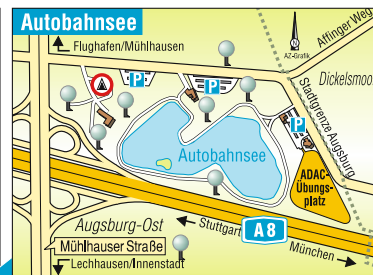 Autobahnsee
Flughafen/Mühlhausen
AZ-Grafik
Affinger Weg
Dickelsmoor
P
P
Stadtgrenze Augsburg
P
Autobahnsee
ADAC-
Übungs-
platz
Augsburg-Ost
Stuttgart
A 8
München
Mühlhauser Straße
Lechhausen/Innenstadt